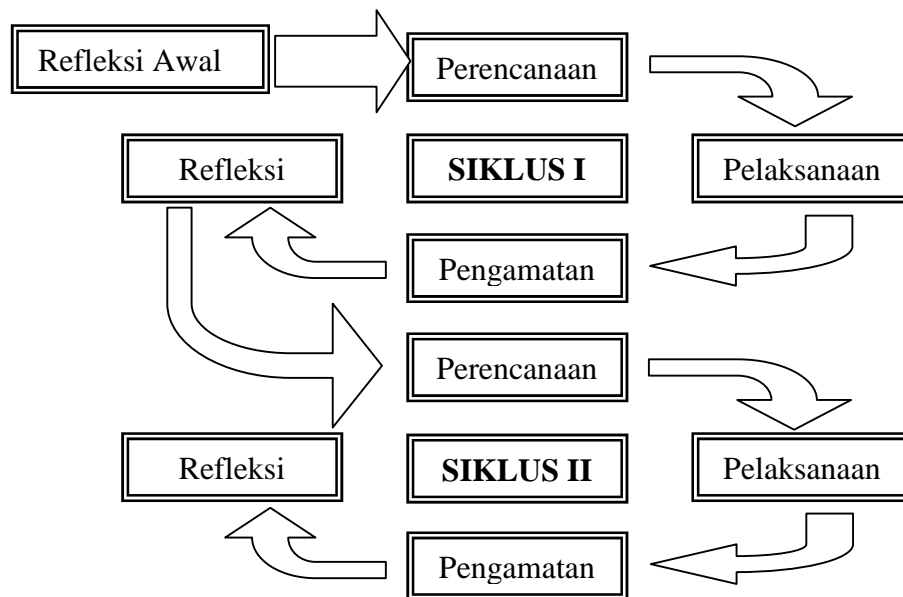 Refleksi Awal
Perencanaan
Refleksi
SIKLUS I
Pelaksanaan
Pengamatan
Perencanaan
Refleksi
SIKLUS II
Pelaksanaan
Pengamatan